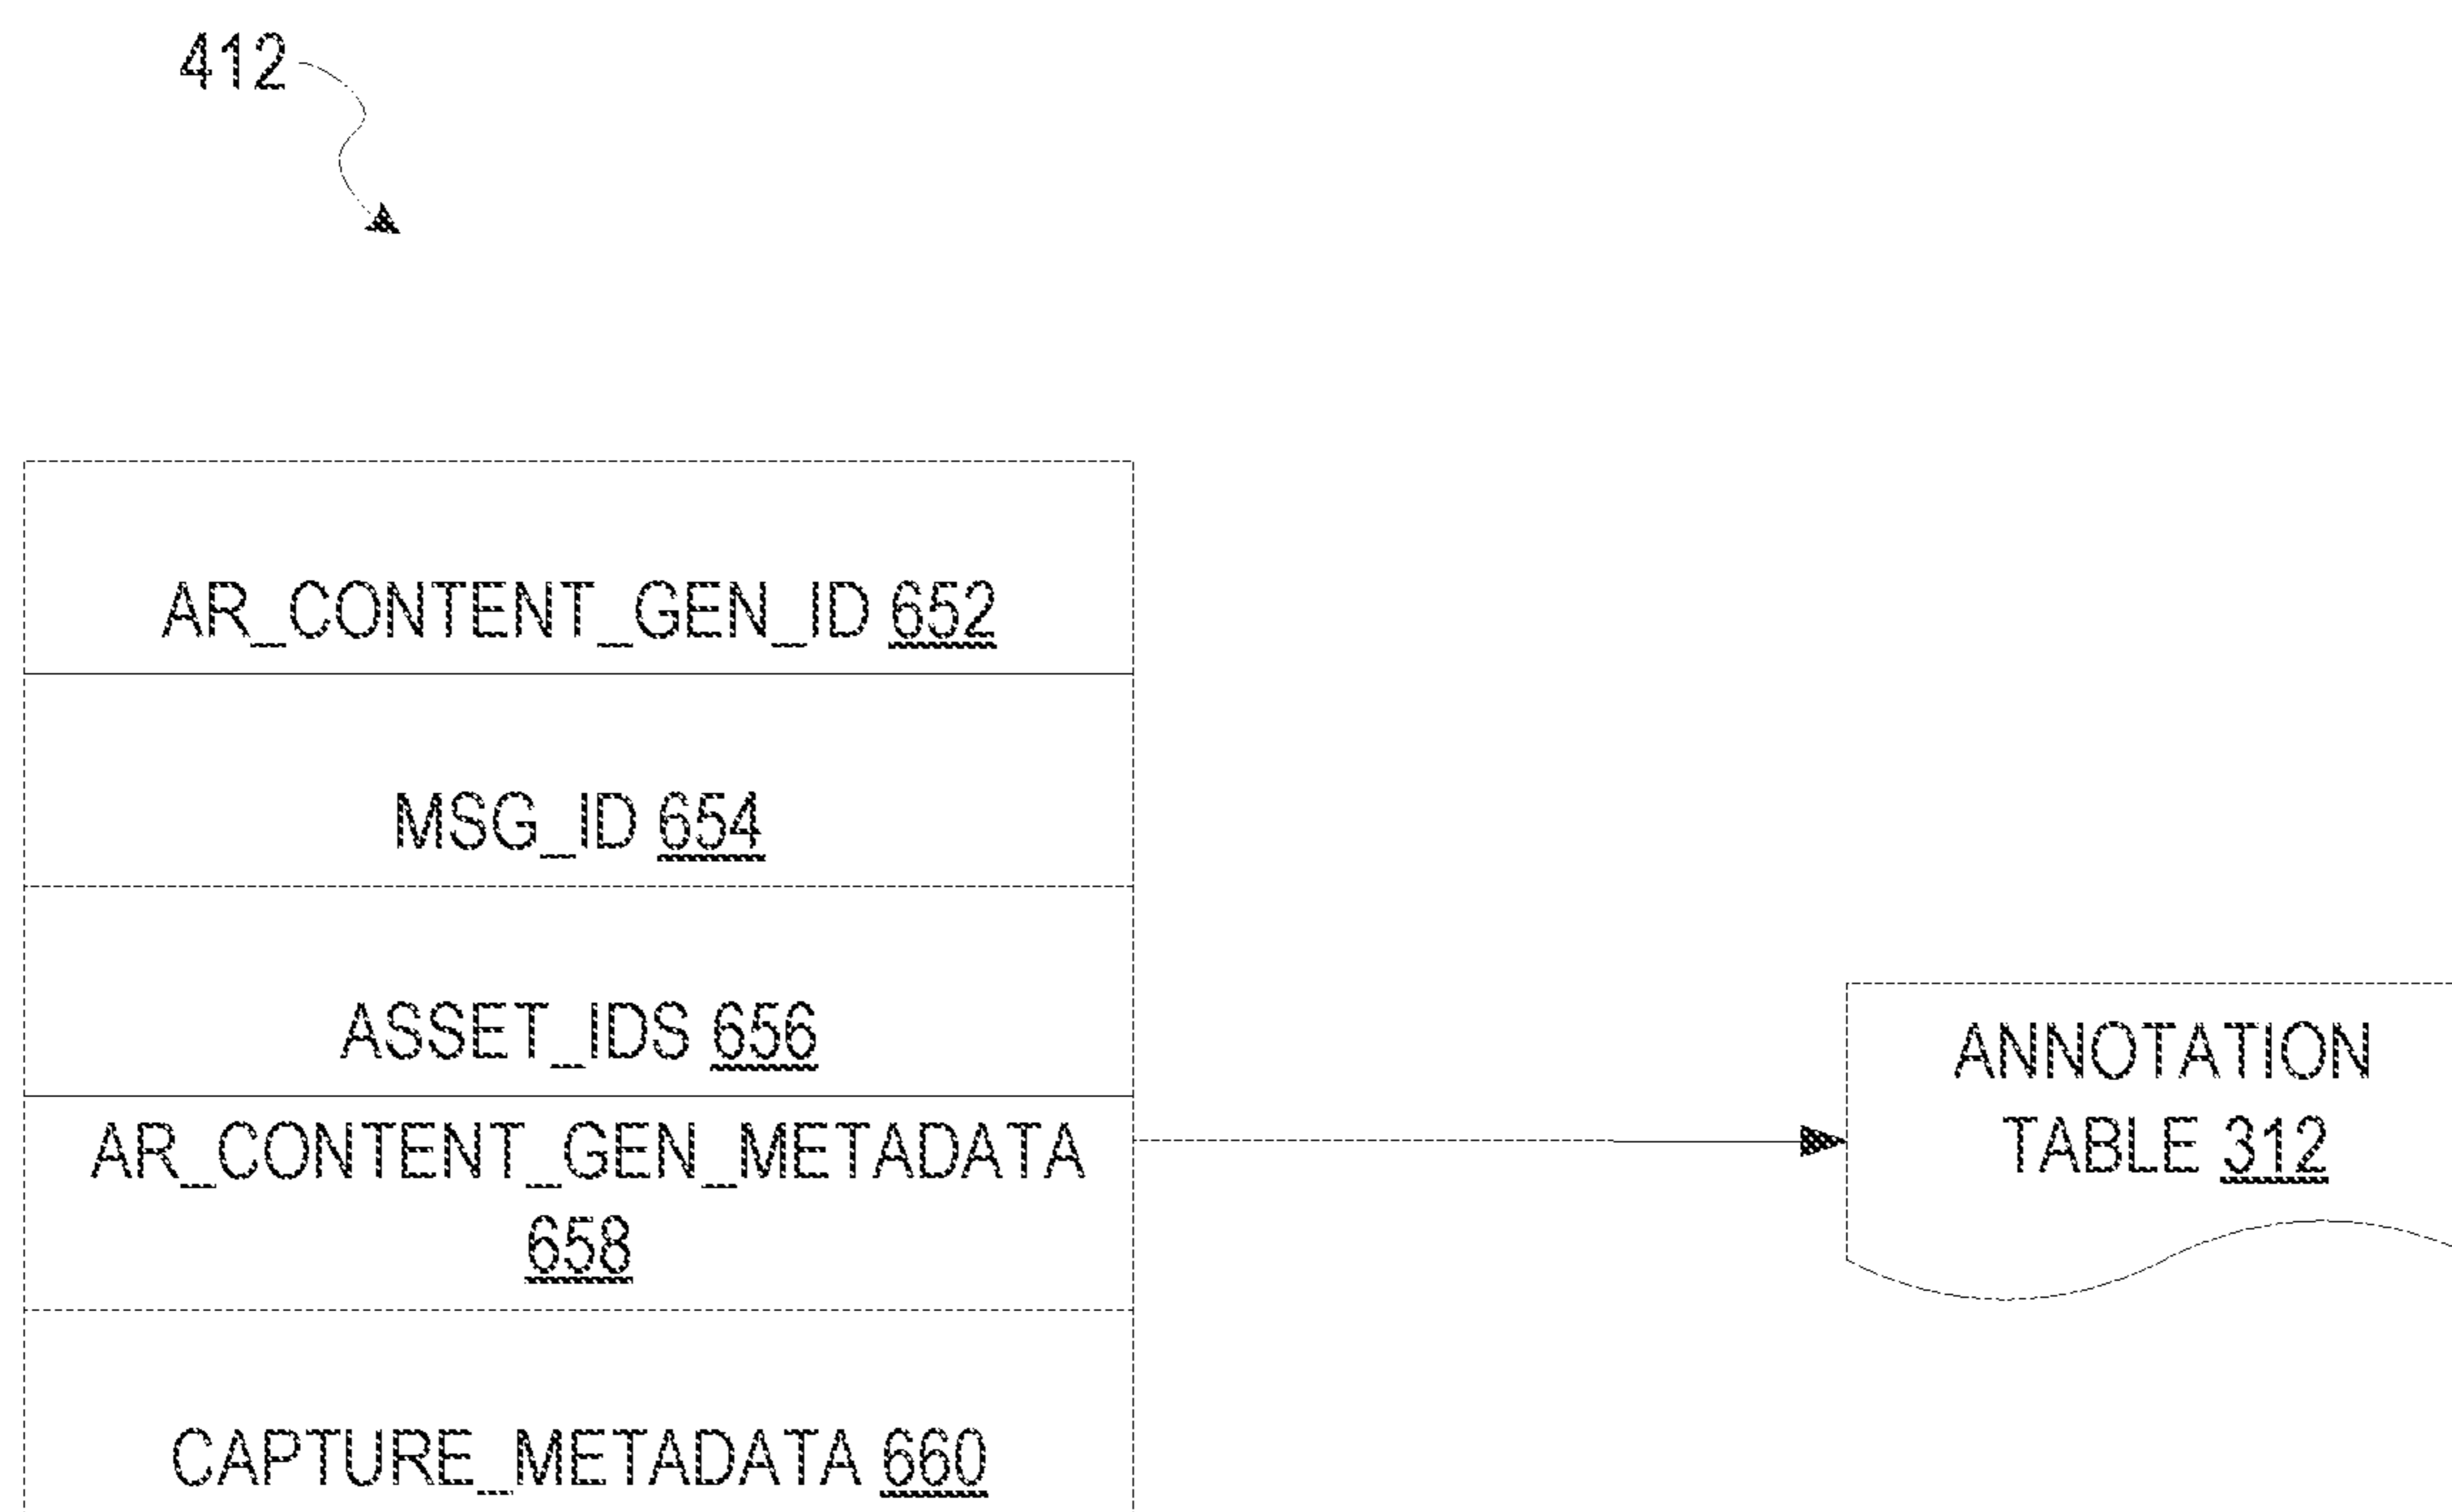 412
AR_CONTENT_GEN_ID 652
MSG_ID 654
ASSET_IDS 656
AR_CONTENT_GEN_METADATA
658
CAPTURE_METADATA 660
ANNOTATION
TABLE 312